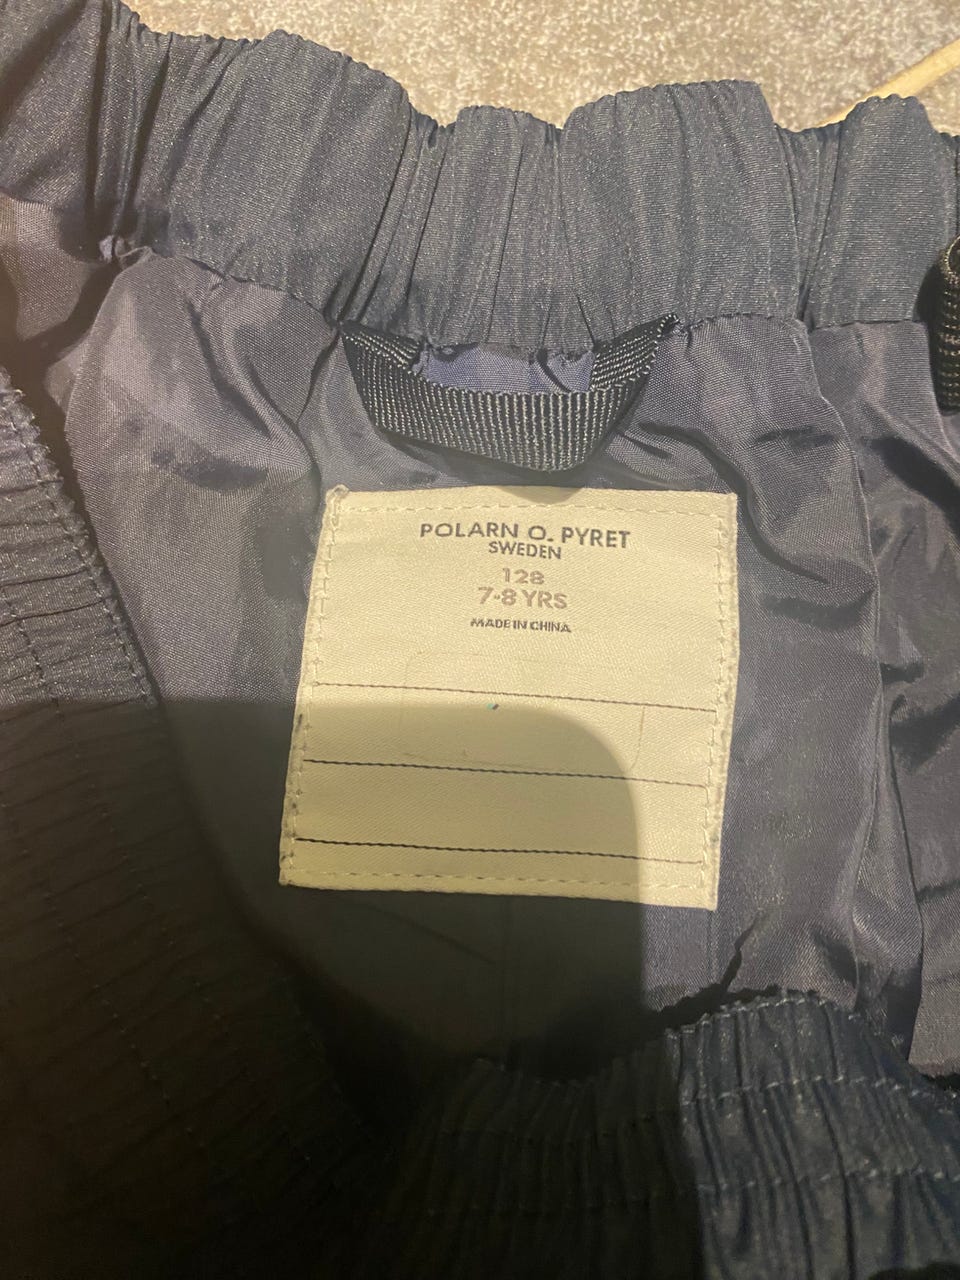 POLARN O. PYRET
SWEDEN
128
7-8 YRS
MADE IN CHINA